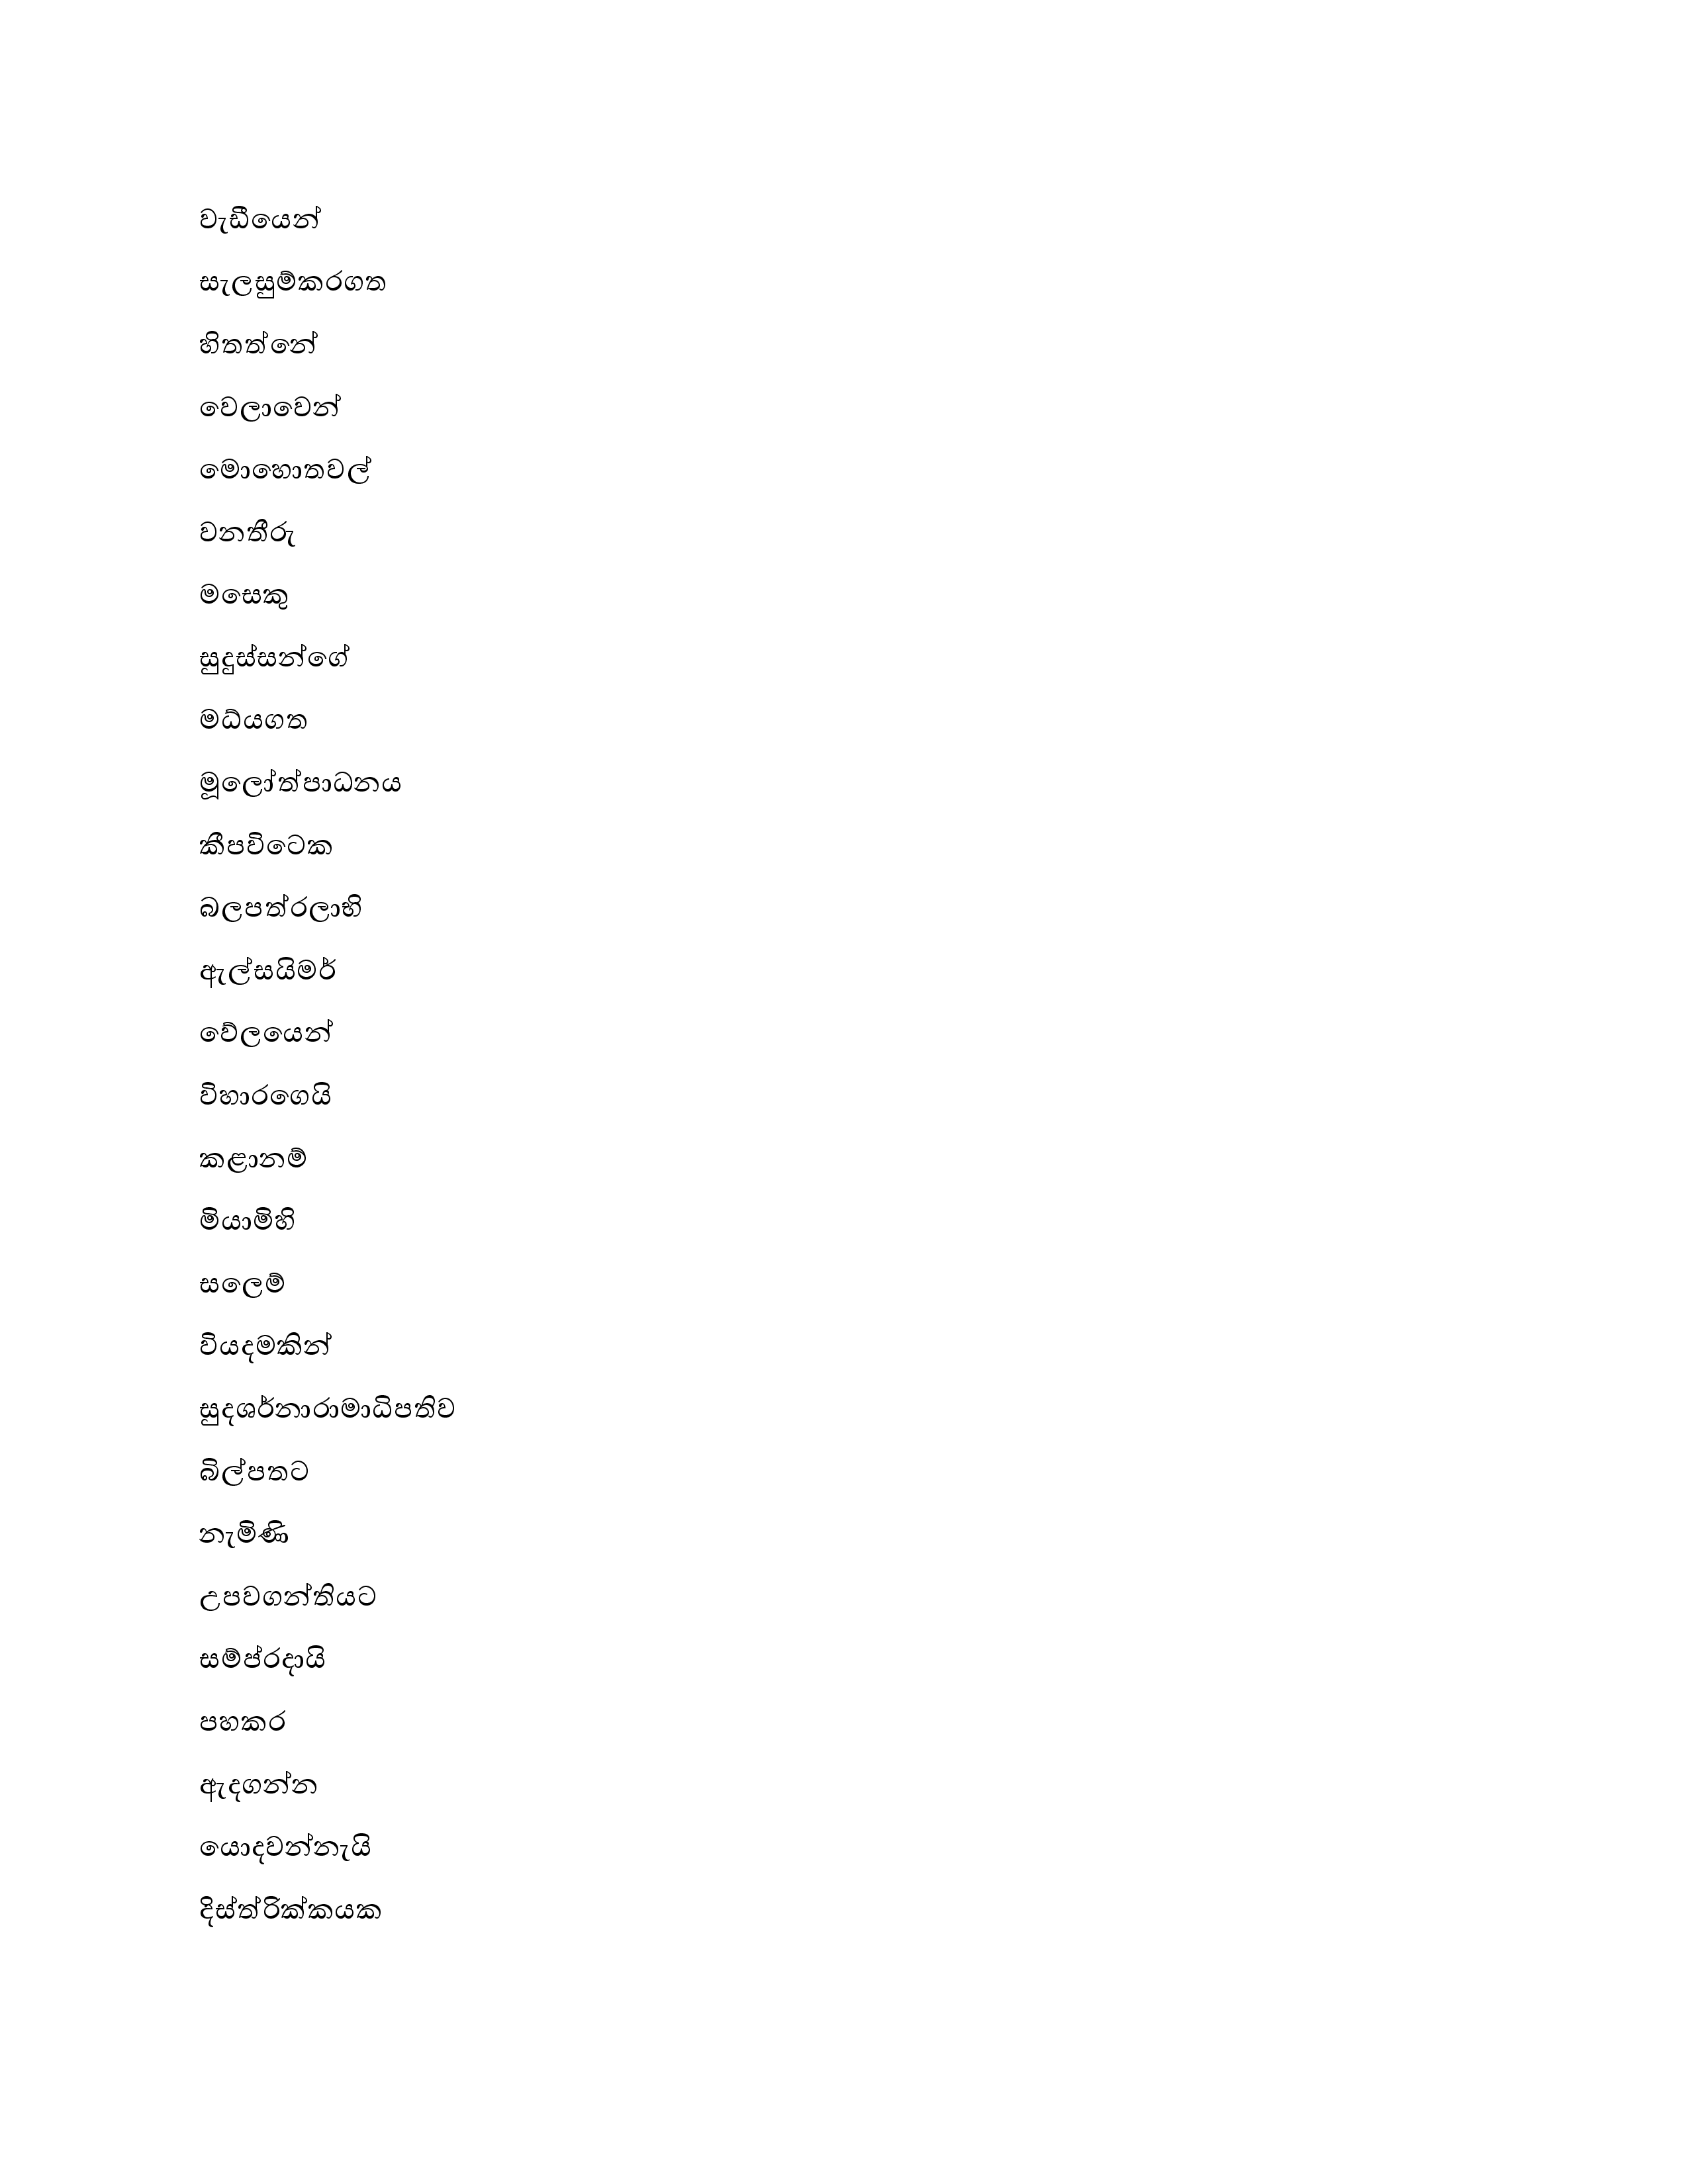 වැඩීයෙන්
සැලසුම්කරගත
හිතත්නේ
වෙලාවෙන්
මොහොතවල්
වනතීරු
මසෙකු
සුදුස්සන්ගේ
මධ්යගත
මූලෝත්පාධනය
කීපවිටෙක
බලපත්රලාභි
ඇල්සයිමර්
වේලයෙන්
විහාරගෙයි
කළානම්
මියාමිහි
සලෙම්
වියදමකින්
සුදශර්නාරාමාධිපතිව
බිල්පතට
නැමිණි
උපවගන්තියට
සම්ප්රදායි
පහකර
ඇදගන්න
යොදවන්නැයි
දිස්ත්රික්කයක